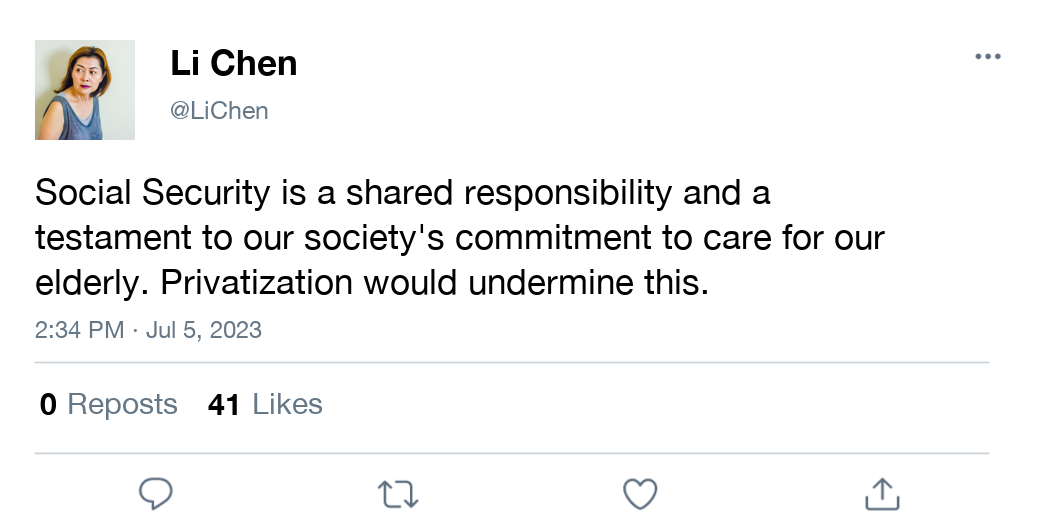 Li Chen
@LiChen
Social Security is a shared responsibility and a
testament to our society's commitment to care for our
elderly. Privatization would undermine this.
2:34 PM · Jul 5, 2023
0 Reposts 41 Likes